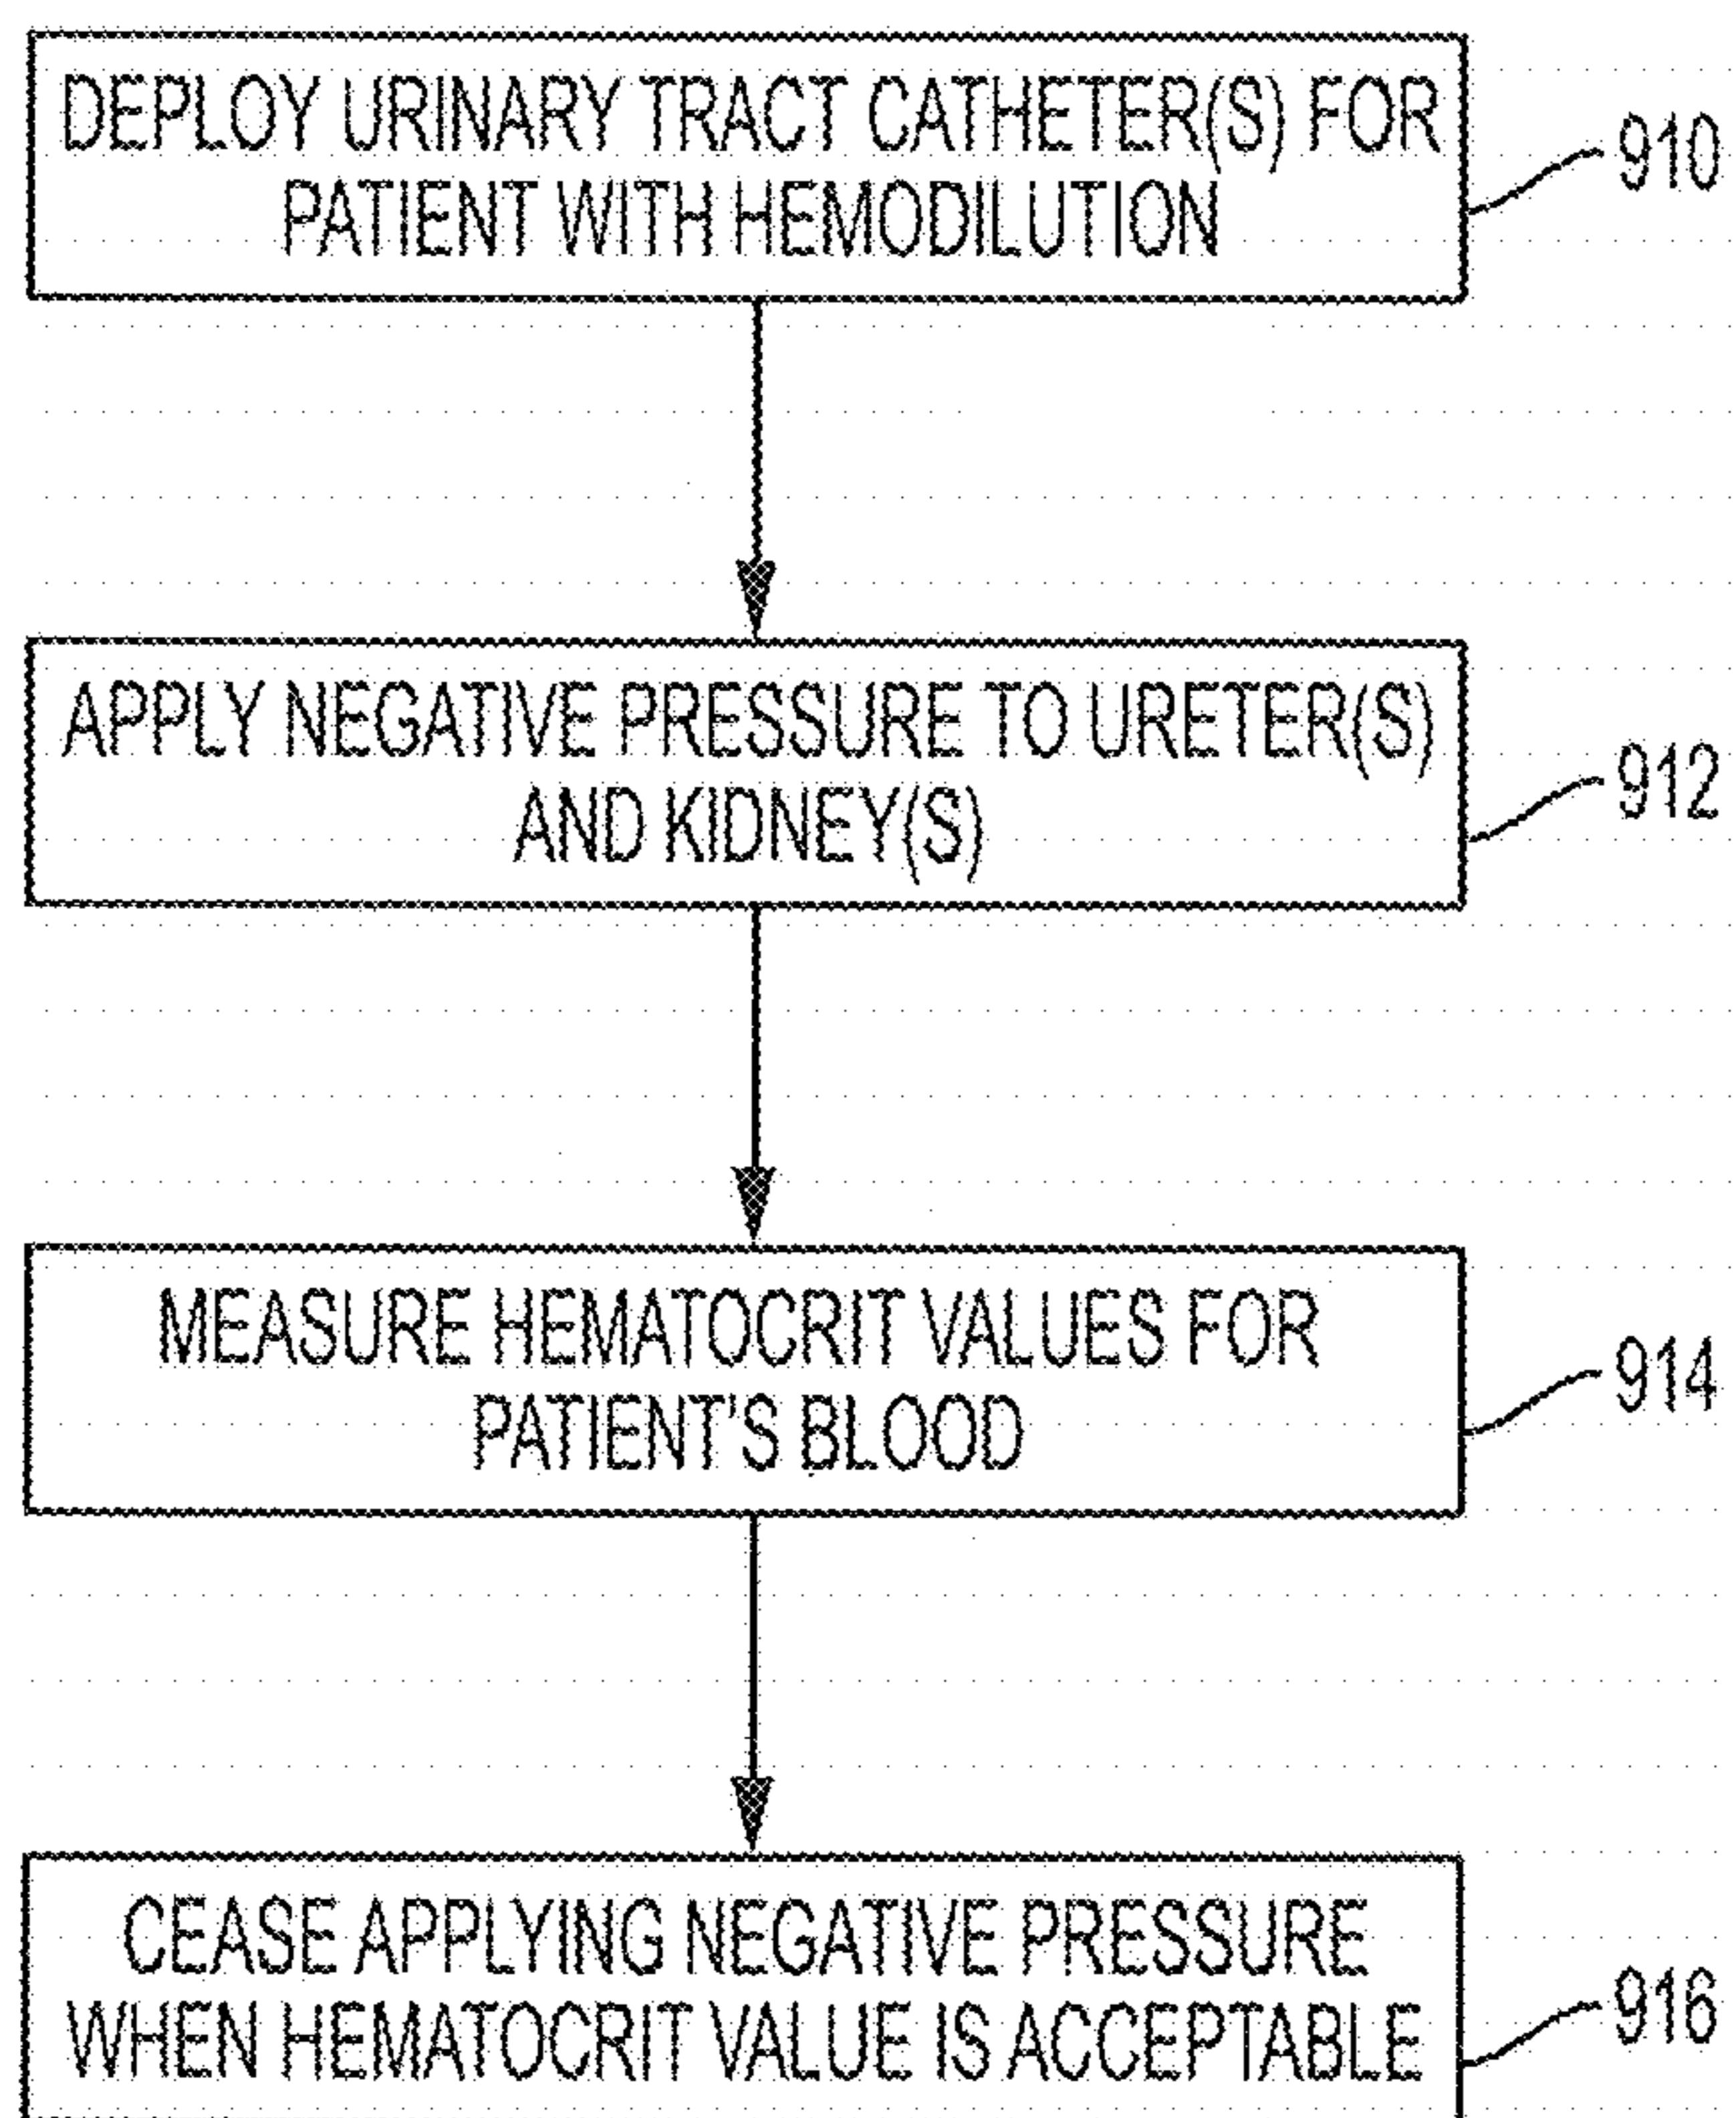 DEPLOY URINARY TRACT CATHETER(S) FOR
PATIENT WITH HEMODILUTION
910
APPLY NEGATIVE PRESSURE TO URETER(S)
AND KIDNEY(S)
912
MEASURE HEMATOCRIT VALUES FOR
PATIENT'S BLOOD
914
CEASE APPLYING NEGATIVE PRESSURE
WHEN HEMATOCRIT VALUE IS ACCEPTABLE
916